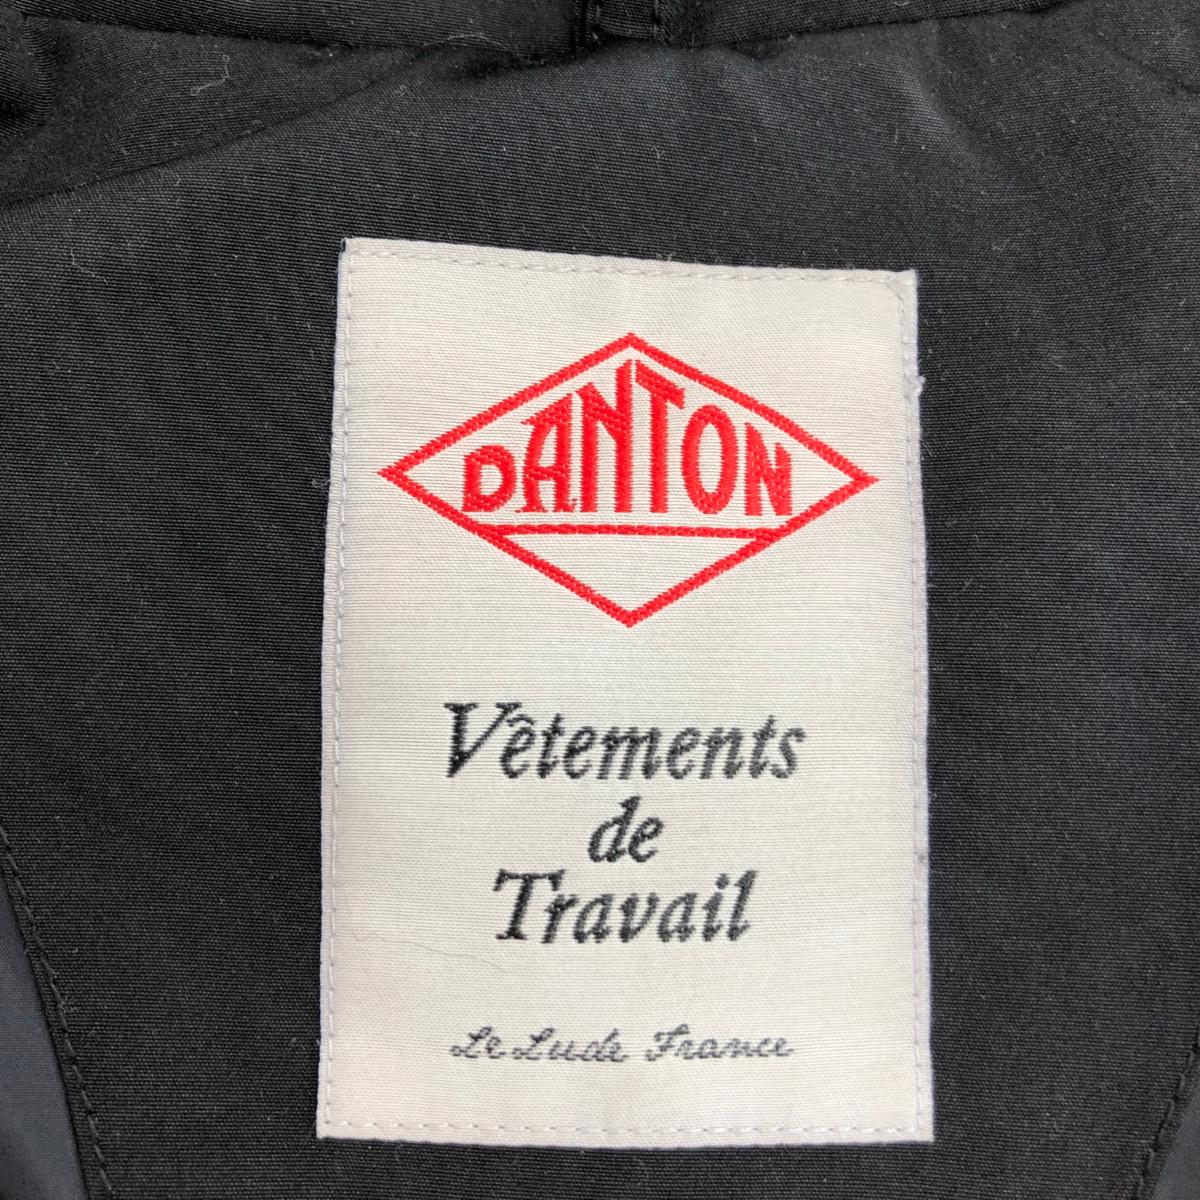 DANTON
Vêtements
de
Travail
Le Lude France